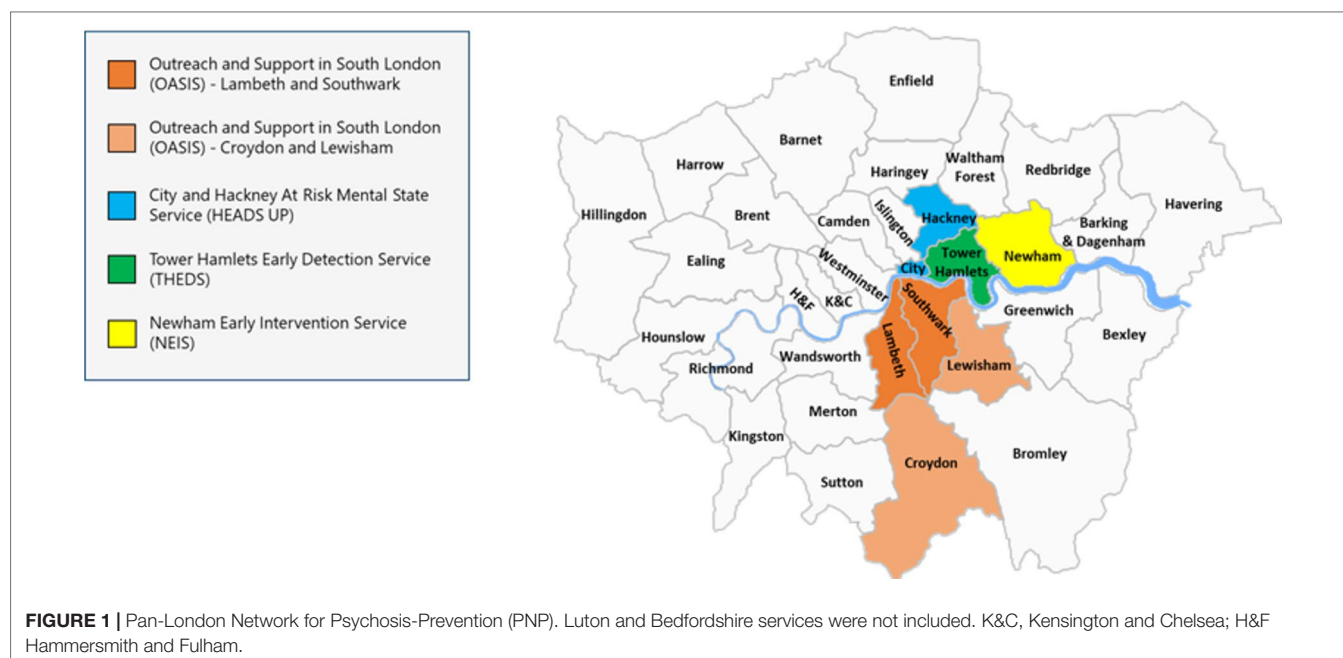 Outreach and Support in South London
(OASIS) - Lambeth and Southwark
Outreach and Support in South London
(OASIS) - Croydon and Lewisham
City and Hackney At Risk Mental State
Service (HEADS UP)
Tower Hamlets Early Detection Service
(THEDS)
Newham Early Intervention Service
(NEIS)
Enfield
Barnet
Harrow
Haringey
Waltham
Forest
Redbridge
Havering
Hillingdon
Brent
Camden
Islington
Hackney
Barking
& Dagenham
Ealing
Westminster
City
Tower
Hamlets
Newham
H&F
K&C
Southwark
Greenwich
Hounslow
Lambeth
Bexley
Richmond
Wandsworth
Lewisham
Merton
Kingston
Croydon
Bromley
Sutton
FIGURE 1 | Pan-London Network for Psychosis-Prevention (PNP). Luton and Bedfordshire services were not included. K&C, Kensington and Chelsea; H&F
Hammersmith and Fulham.